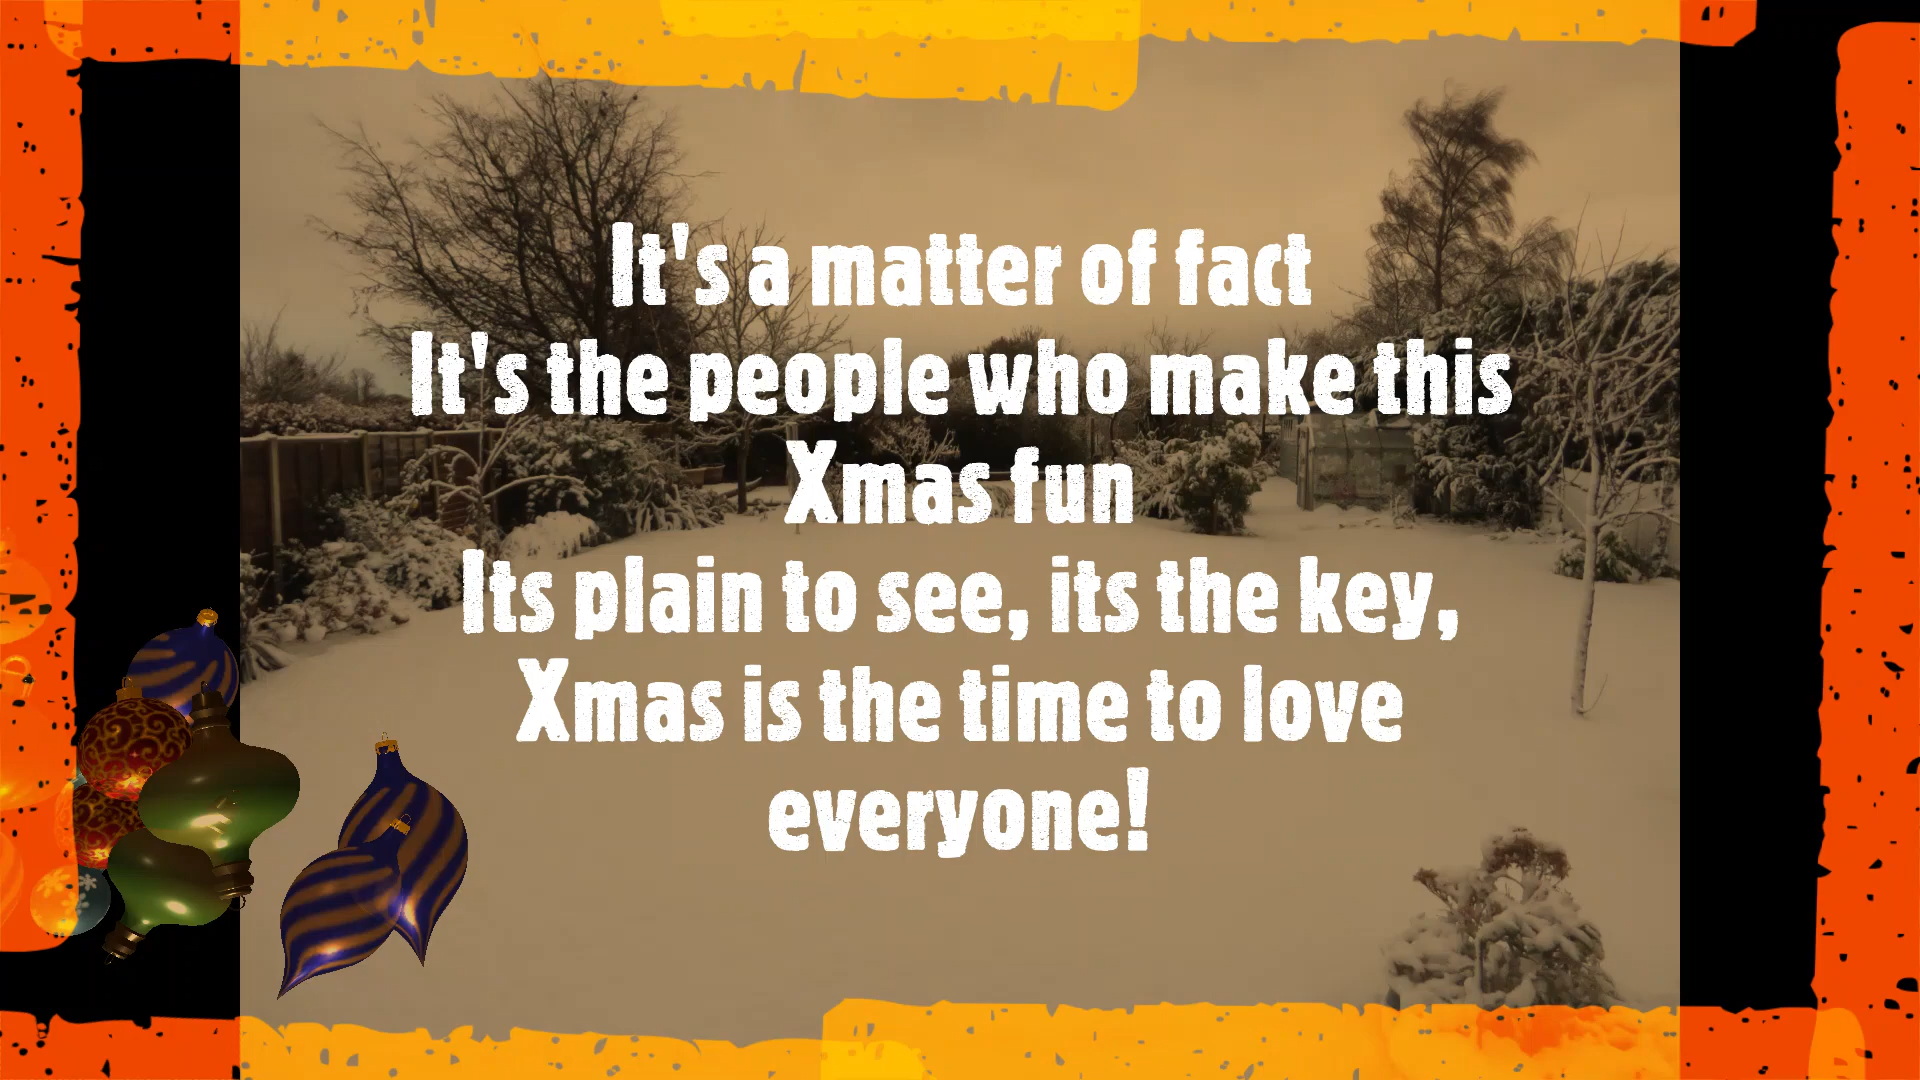 It's a matter of fact
It's the people who make this
Xmas fun
Its plain to see, its the key,
Xmas is the time to love
everyone!